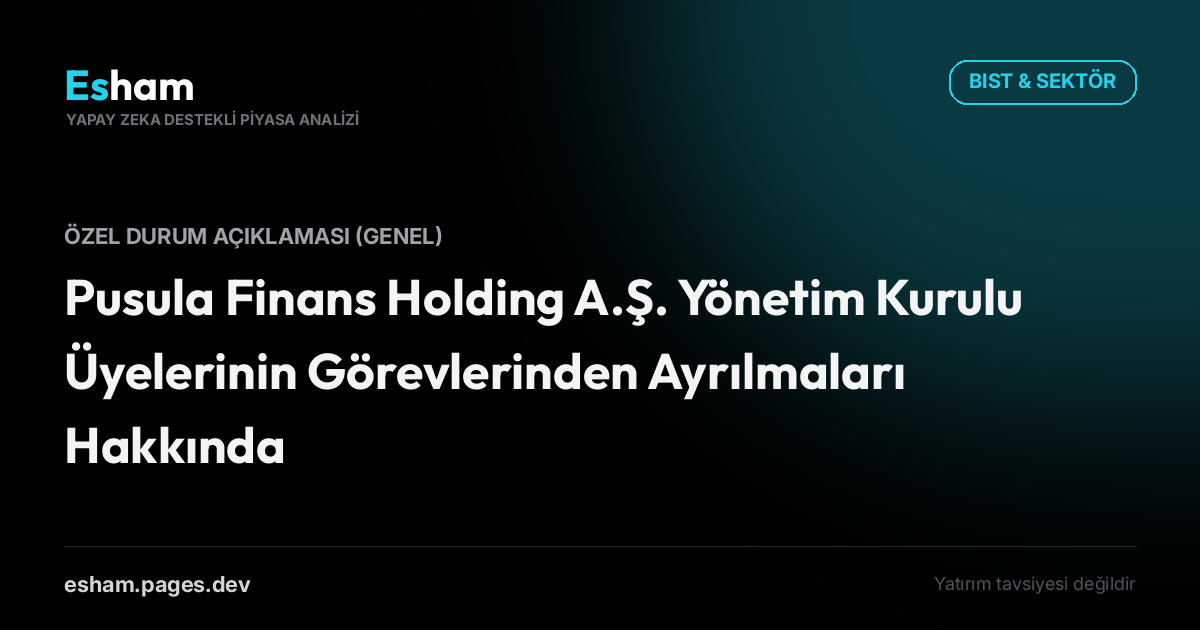 Esham
BIST & SEKTÖR
YAPAY ZEKA DESTEKLİ PİYASA ANALİZİ
ÖZEL DURUM AÇIKLAMASI (GENEL)
Pusula Finans Holding A.Ş. Yönetim Kurulu
Üyelerinin Görevlerinden Ayrılmaları
Hakkında
esham.pages.dev
Yatırım tavsiyesi değildir